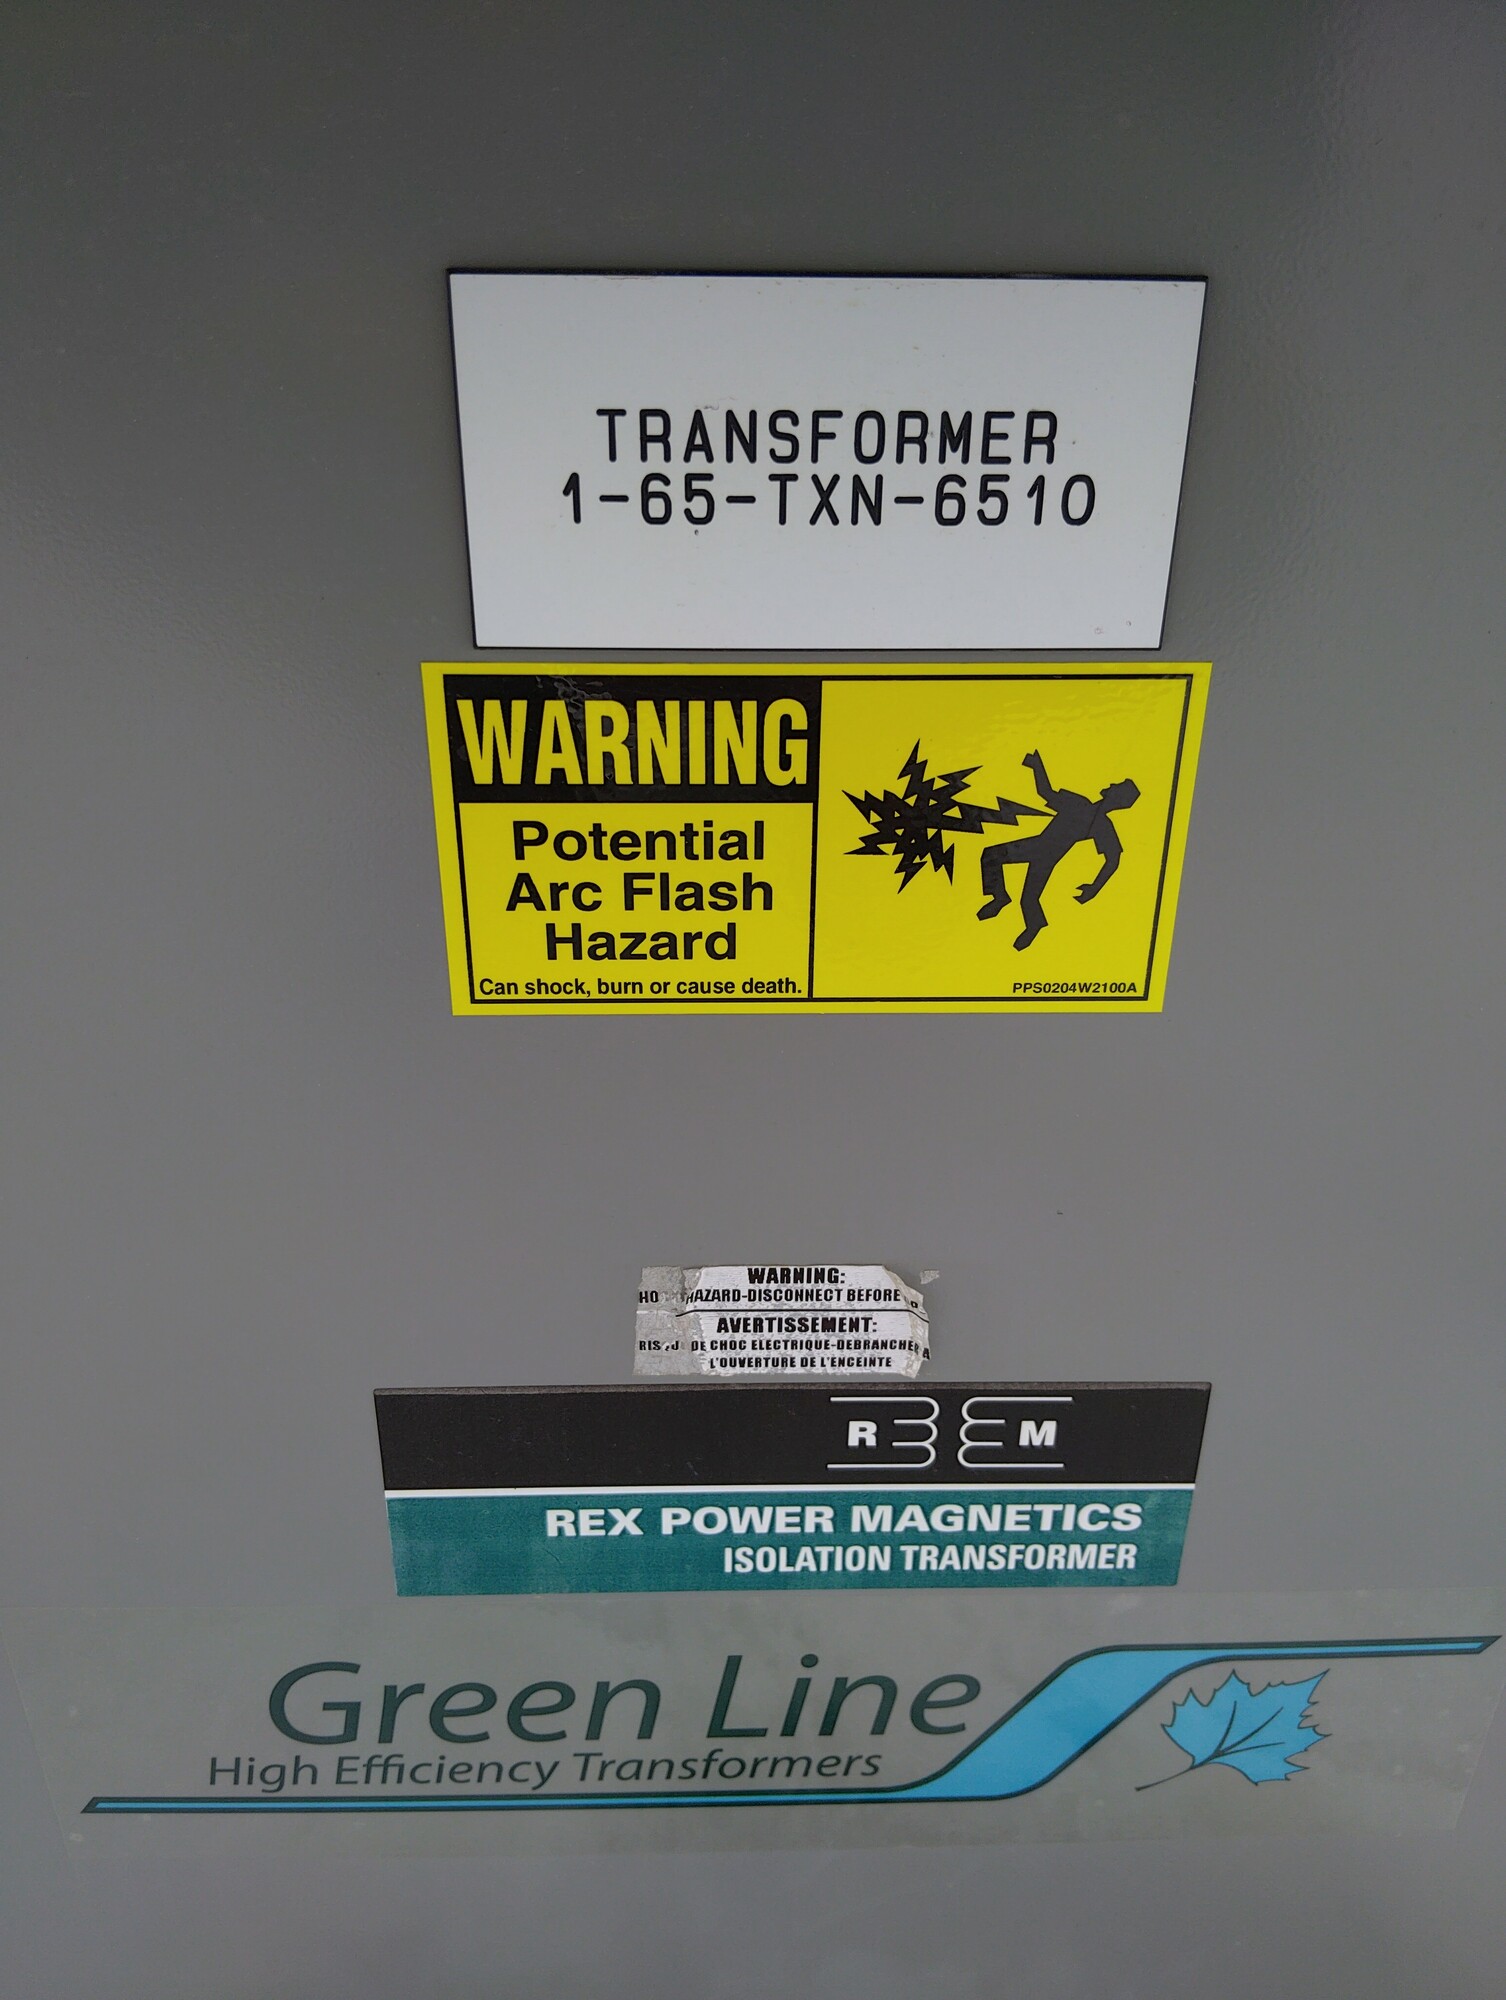 TRANSFORMER
1-65-TXN-6510
WARNING
Potential
Arc Flash
Hazard
Can shock, burn or cause death.
PPS0204W2100A
WARNING:
HAZARD-DISCONNECT BEFORE
AVERTISSEMENT:
DE CHOC ELECTRIQUE-DEBRANCHER
L'OUVERTURE DE L'ENCEINTE
R M
REX POWER MAGNETICS
ISOLATION TRANSFORMER
Green Line
High Efficiency Transformers